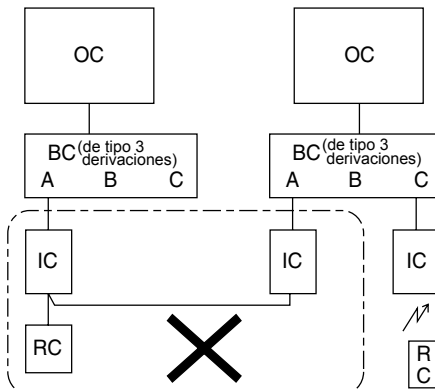 OC
OC
BC (de tipo 3 derivaciones)
A B C
BC (de tipo 3 derivaciones)
A B C
IC
IC
IC
RC
R
C